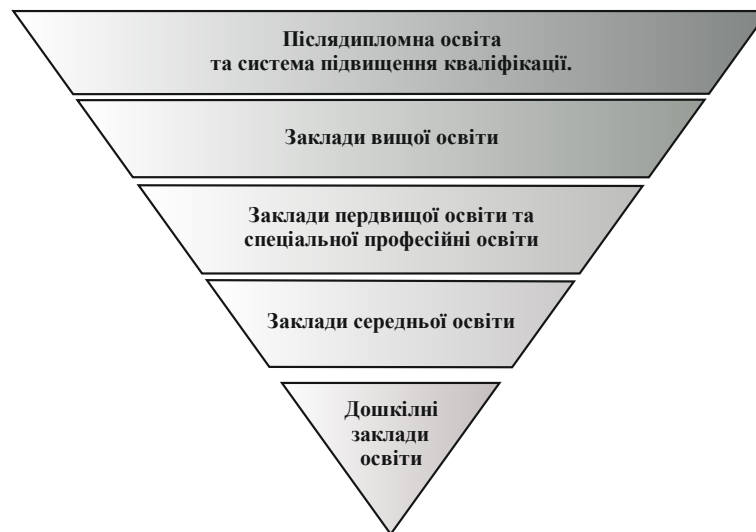 Післядипломна освіта
та система підвищення кваліфікації.
Заклади вищої освіти
Заклади пердвищої освіти та
спеціальної професійні освіти
Заклади середньої освіти
Дошкілні
заклади
освіти